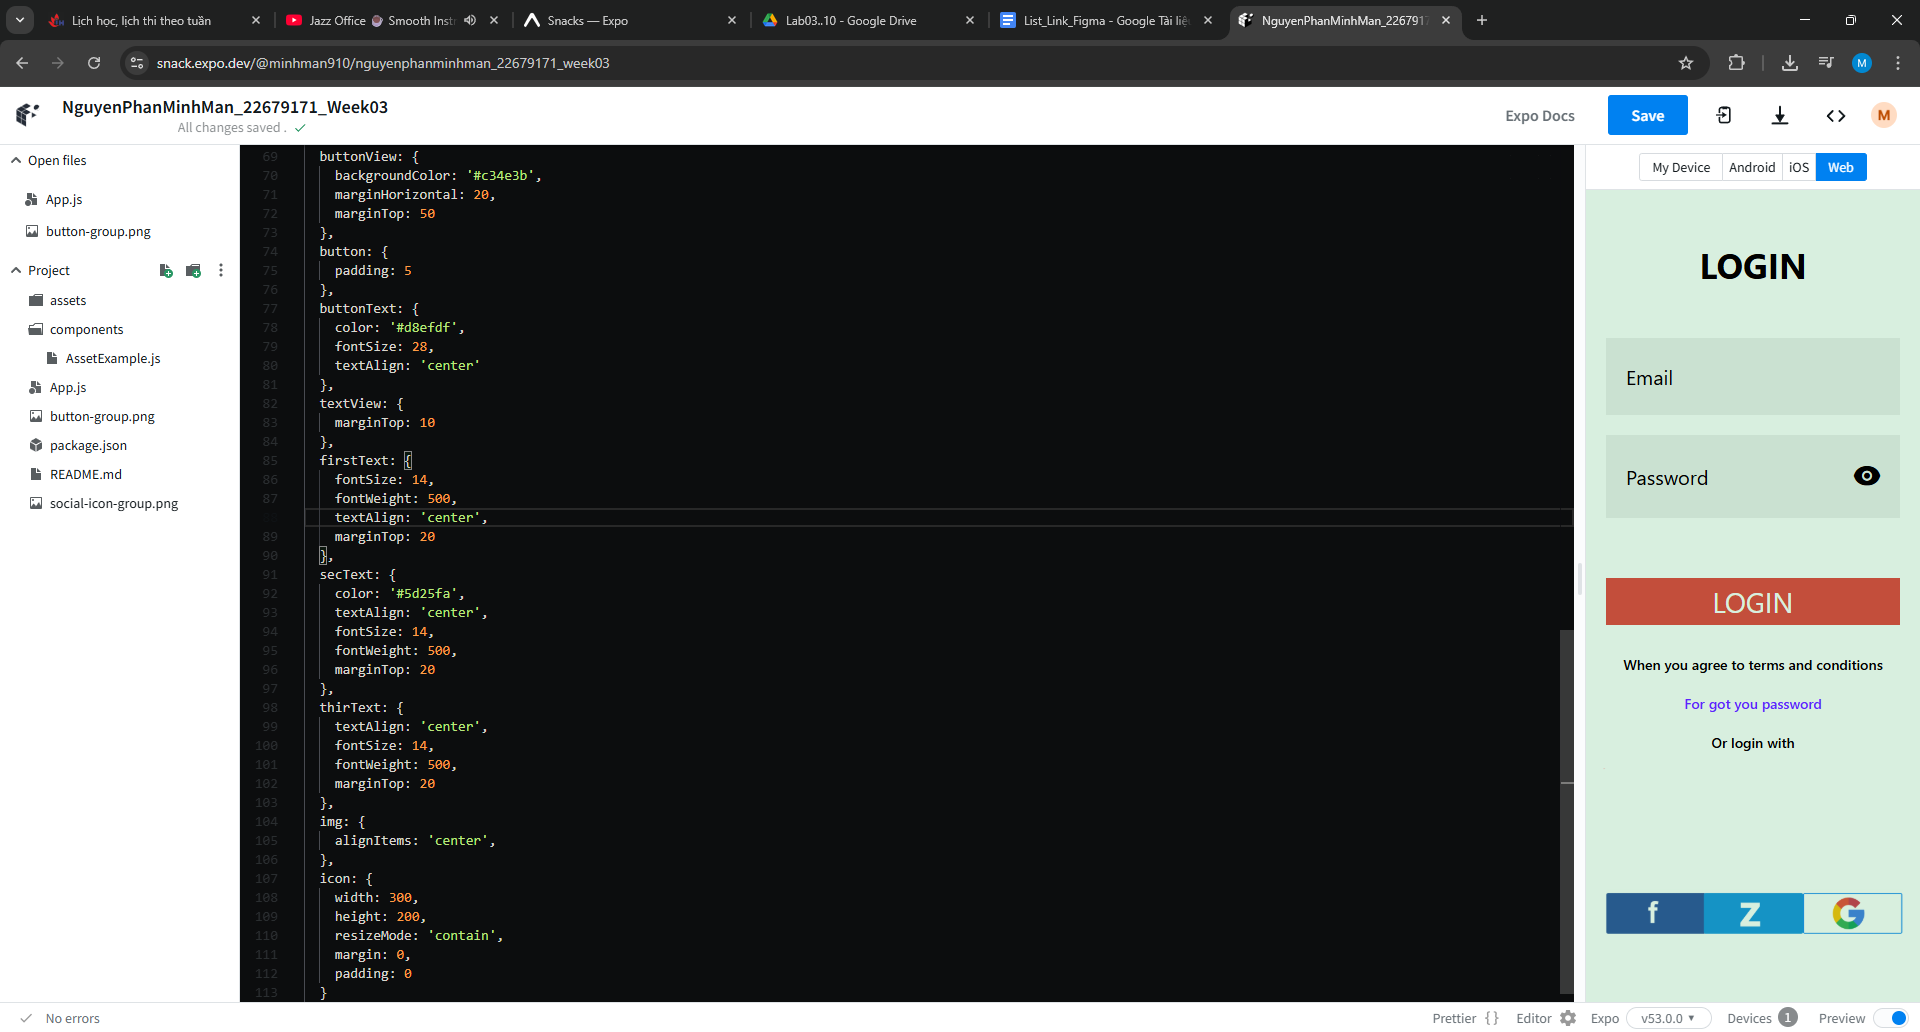 Lịch học, lịch thi theo tuần
Jazz Office
Smooth Instr
Snacks — Expo
Lab03..10 - Google Drive
List_Link_Figma - Google Tài liệ
NguyenPhanMinhMan_2267917
snack.expo.dev/@minhman910/nguyenphanminhman_22679171_week03
M
NguyenPhanMinhMan_22679171_Week03
All changes saved .
Expo Docs
Save
M
Open files
App.js
button-group.png
Project
assets
components
AssetExample.js
App.js
button-group.png
package.json
README.md
social-icon-group.png
69 buttonView: {
70 backgroundColor: '#c34e3b',
71 marginHorizontal: 20,
72 marginTop: 50
73 },
74 button: {
75 padding: 5
76 },
77 buttonText: {
78 color: '#d8efdf',
79 fontSize: 28,
80 textAlign: 'center'
81 },
82 textView: {
83 marginTop: 10
84 },
85 firstText: {
86 fontSize: 14,
87 fontWeight: 500,
textAlign: 'center',
89 marginTop: 20
90 },
91 secText: {
92 color: '#5d25fa',
93 textAlign: 'center',
94 fontSize: 14,
95 fontWeight: 500,
96 marginTop: 20
97 },
98 thirText: {
99 textAlign: 'center',
100 fontSize: 14,
101 fontWeight: 500,
102 marginTop: 20
103 },
104 img: {
105 alignItems: 'center',
106 },
107 icon: {
108 width: 300,
109 height: 200,
110 resizeMode: 'contain',
111 margin: 0,
112 padding: 0
113 }
My Device
Android
iOS
Web
LOGIN
Email
Password
LOGIN
When you agree to terms and conditions
For got you password
Or login with
f
Z
G
No errors
Prettier { }
Editor
Expo
v53.0.0
Devices 1
Preview